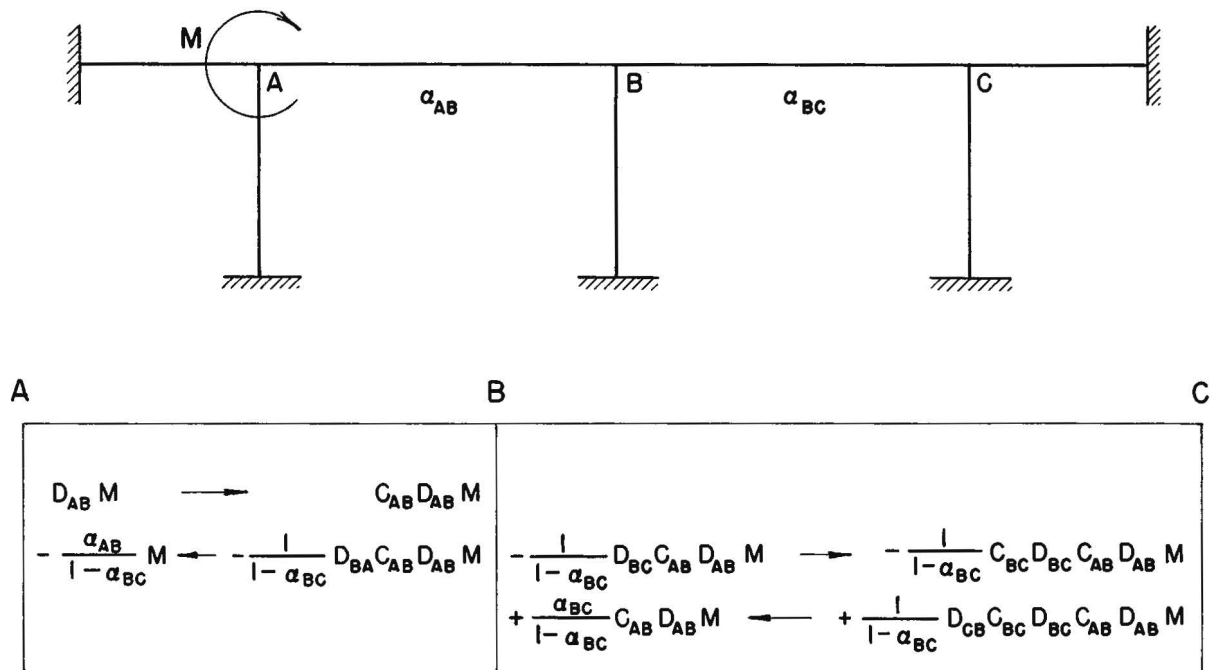 M
A B C
α_AB α_BC
A B C
D_AB M → C_AB D_AB M
- α_AB/(1-α_BC) M ← - 1/(1-α_BC) D_BA C_AB D_AB M - 1/(1-α_BC) D_BC C_AB D_AB M → - 1/(1-α_BC) C_BC D_BC C_AB D_AB M
+ α_BC/(1-α_BC) C_AB D_AB M ← + 1/(1-α_BC) D_CB C_BC D_BC C_AB D_AB M